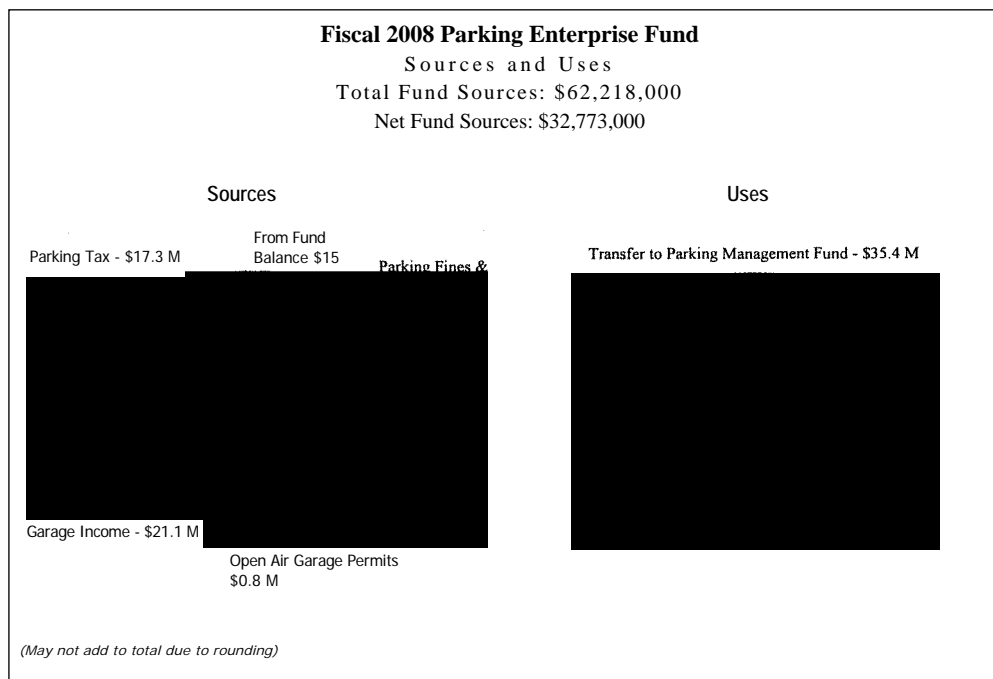 Fiscal 2008 Parking Enterprise Fund
Sources and Uses
Total Fund Sources: $62,218,000
Net Fund Sources: $32,773,000
Sources
Uses
Parking Tax - $17.3 M
From Fund
Balance $15
Parking Fines &
Transfer to Parking Management Fund - $35.4 M
Garage Income - $21.1 M
Open Air Garage Permits
$0.8 M
(May not add to total due to rounding)